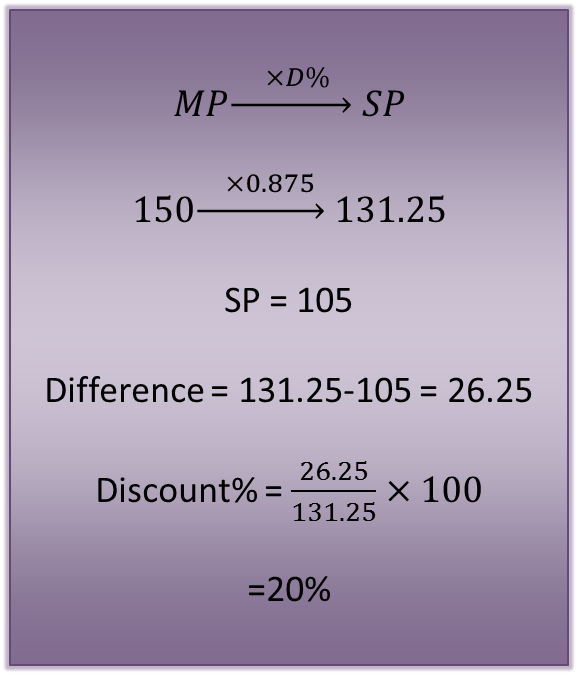 MP ×D% → SP
150 ×0.875 → 131.25
SP = 105
Difference = 131.25-105 = 26.25
Discount% = 26.25/131.25 × 100
=20%